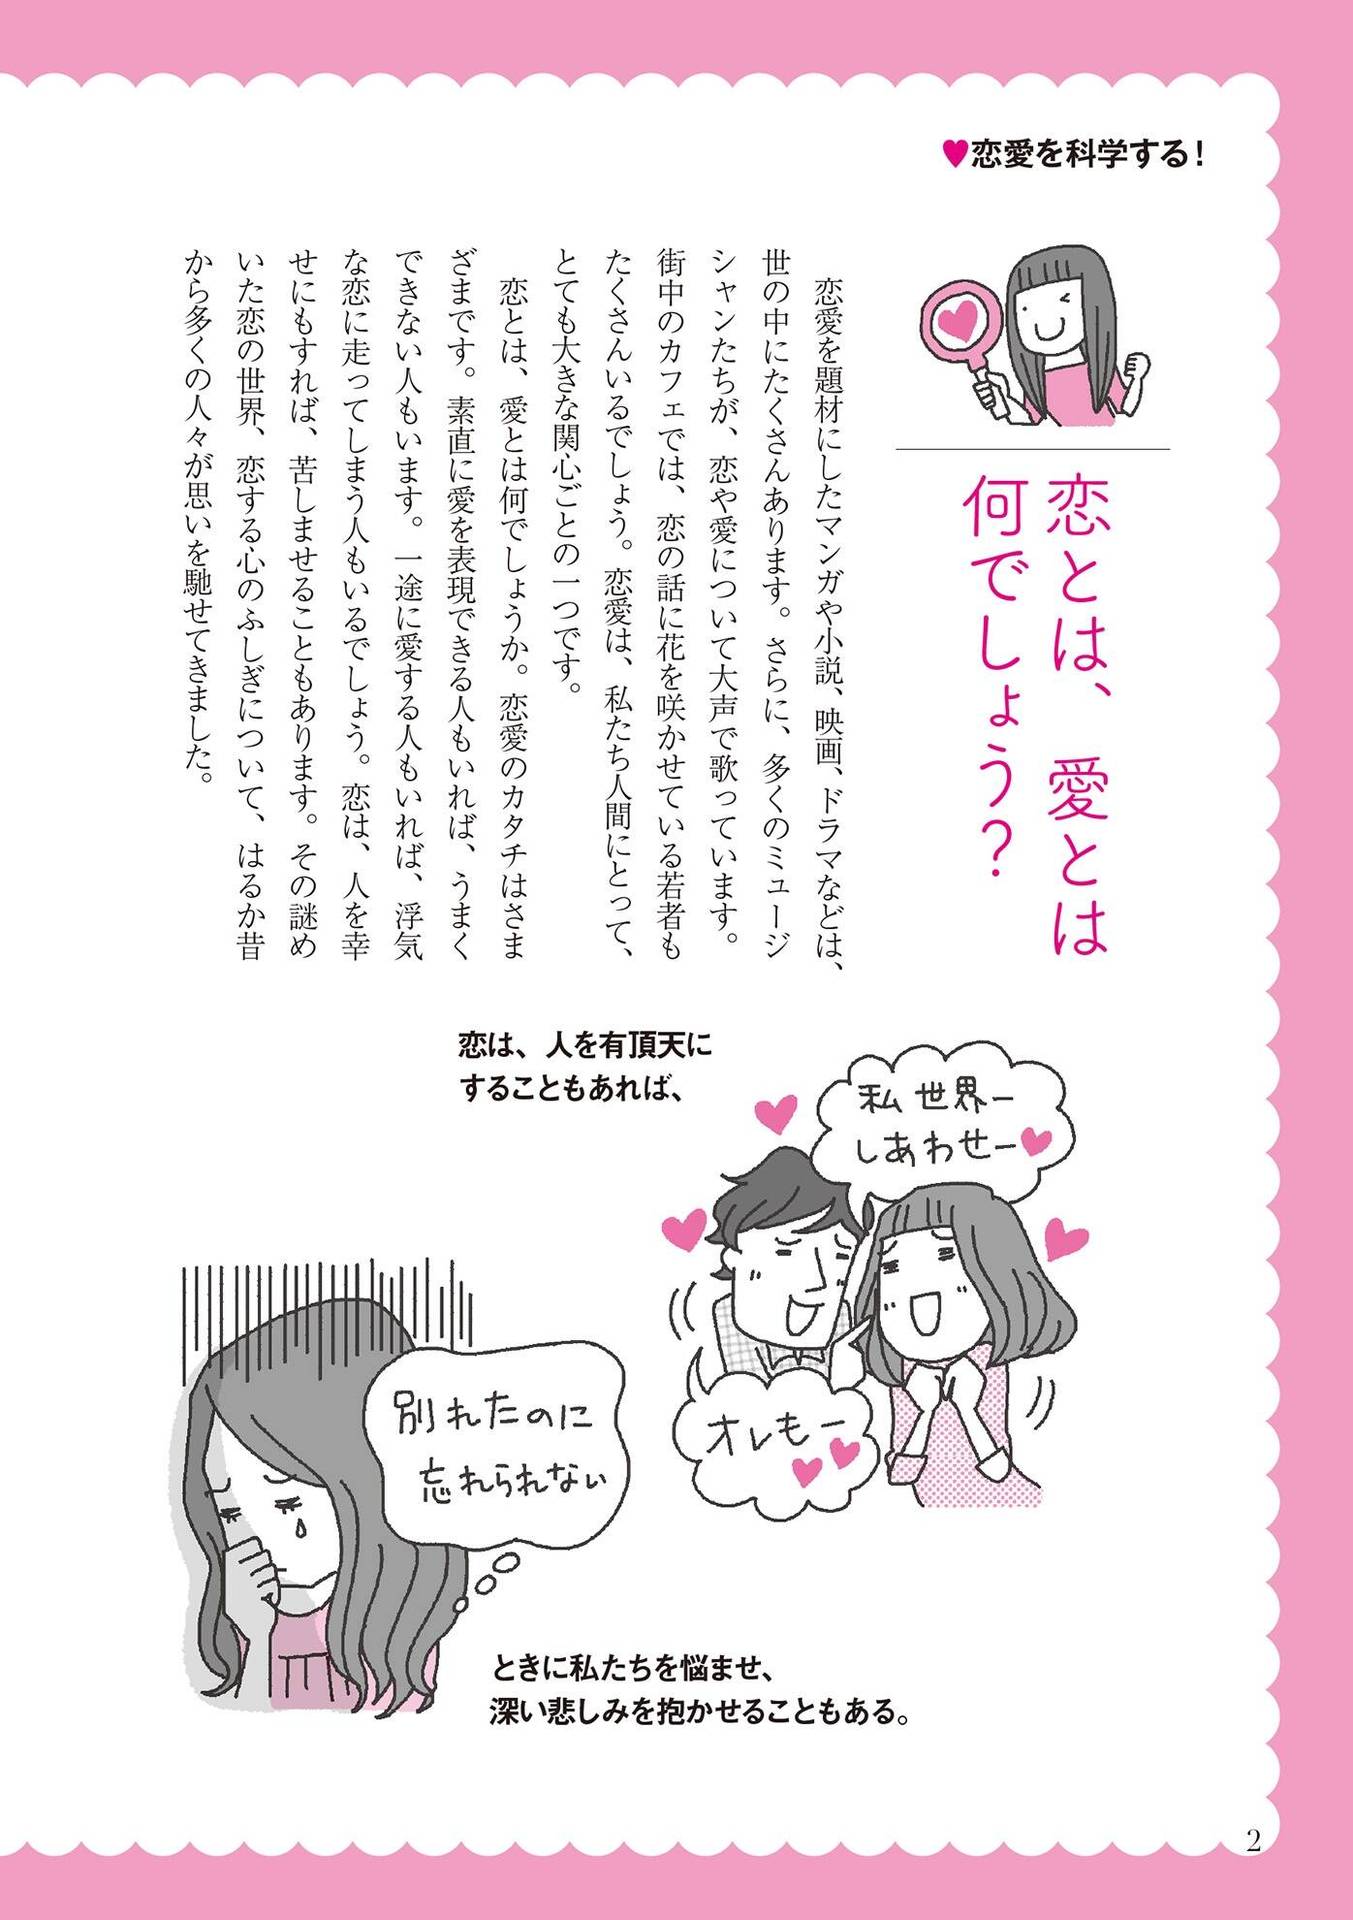 ♥恋愛を科学する！
恋とは、愛とは
何でしょう？
恋愛を題材にしたマンガや小説、映画、ドラマなどは、
世の中にたくさんあります。さらに、多くのミュージ
シャンたちが、恋や愛について大声で歌っています。
街中のカフェでは、恋の話に花を咲かせている若者も
たくさんいるでしょう。恋愛は、私たち人間にとって、
とても大きな関心ごとの一つです。
恋とは、愛とは何でしょうか。恋愛のカタチはさま
ざまです。素直に愛を表現できる人もいれば、うまく
できない人もいます。一途に愛する人もいれば、浮気
な恋に走ってしまう人もいるでしょう。恋は、人を幸
せにもすれば、苦しませることもあります。その謎め
いた恋の世界、恋する心のふしぎについて、はるか昔
から多くの人々が思いを馳せてきました。
恋は、人を有頂天に
することもあれば、
私世界一
しあわせー
オレもー
別れたのに
忘れられない
ときに私たちを悩ませ、
深い悲しみを抱かせることもある。
2